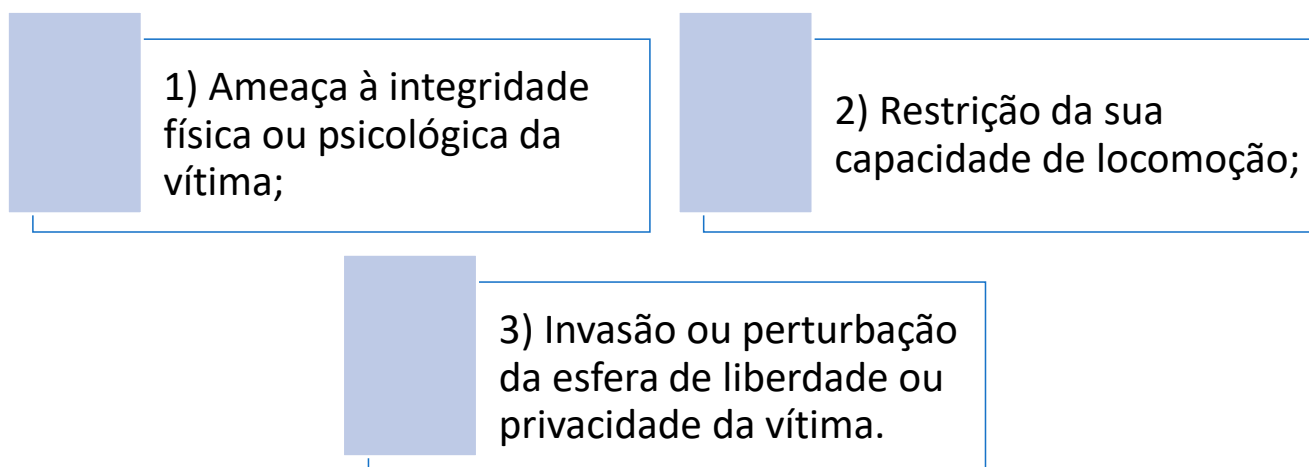 1) Ameaça à integridade
física ou psicológica da
vítima;
2) Restrição da sua
capacidade de locomoção;
3) Invasão ou perturbação
da esfera de liberdade ou
privacidade da vítima.